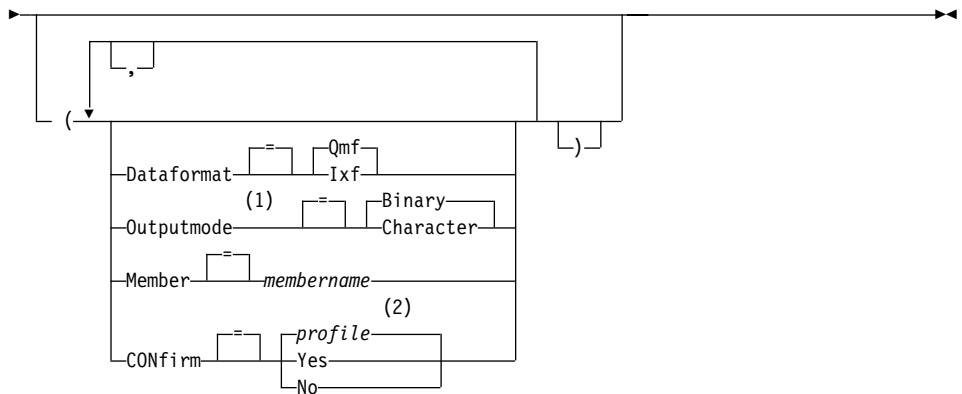 ,
(
)
Dataformat = Qmf
Ixf
(1)
Outputmode = Binary
Character
Member = membername
(2)
CONfirm = profile
Yes
No